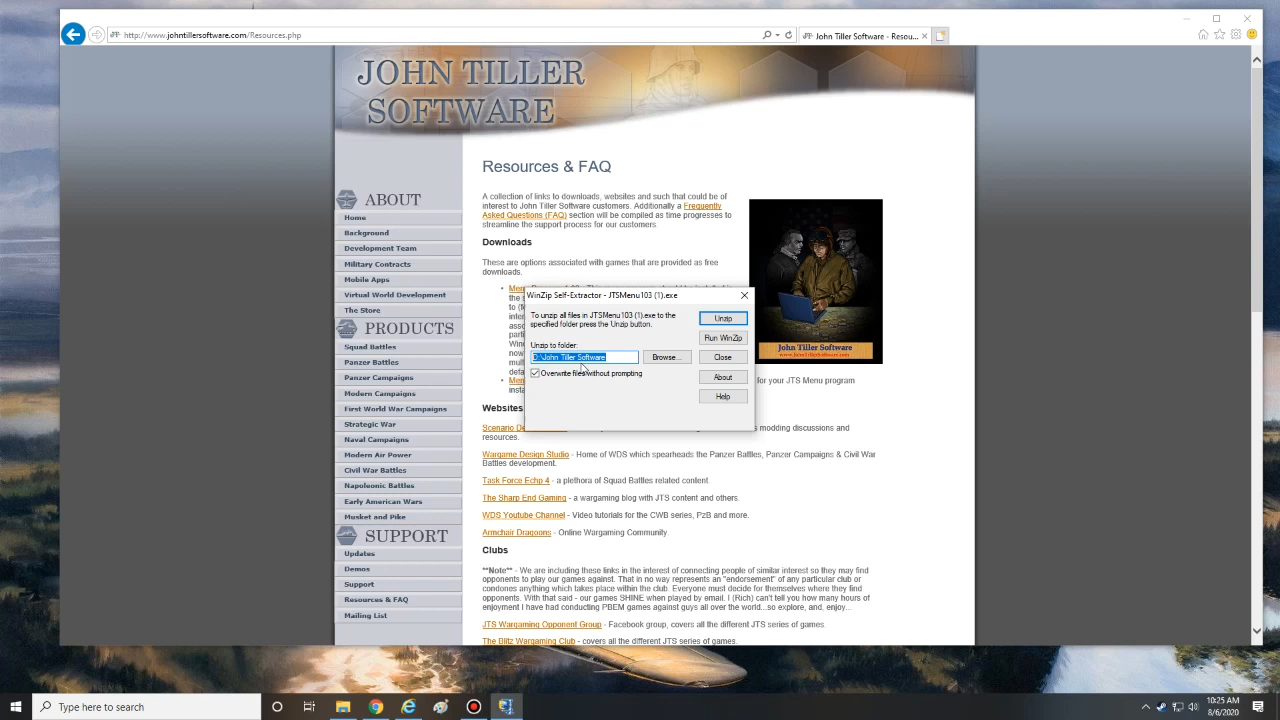 http://www.johntillersoftware.com/Resources.php
John Tiller Software - Resou...
JOHN TILLER
SOFTWARE
Resources & FAQ
A collection of links to downloads, websites and such that could be of
interest to John Tiller Software customers. Additionally a Frequently
Asked Questions (FAQ) section will be compiled as time progresses to
streamline the support process for our customers.
Downloads
These are options associated with games that are provided as free
downloads.
ABOUT
Home
Background
Development Team
Military Contracts
Mobile Apps
Virtual World Development
The Store
PRODUCTS
Squad Battles
Panzer Battles
Panzer Campaigns
Modern Campaigns
First World War Campaigns
Strategic War
Naval Campaigns
Modern Air Power
Civil War Battles
Napoleonic Battles
Early American Wars
Musket and Pike
SUPPORT
Updates
Demos
Support
Resources & FAQ
Mailing List
John Tiller Software
www.johntillersoftware.com
WinZip Self-Extractor - JTSMenu103 (1).exe
To unzip all files in JTSMenu103 (1).exe to the
specified folder press the Unzip button.
Unzip to folder:
D:\John Tiller Software
Browse...
Overwrite files without prompting
Unzip
Run WinZip
Close
About
Help
for your JTS Menu program
Websites
modding discussions and
resources.
Wargame Design Studio - Home of WDS which spearheads the Panzer Battles, Panzer Campaigns & Civil War
Battles development.
Task Force Echo 4 - a plethora of Squad Battles related content.
The Sharp End Gaming - a wargaming blog with JTS content and others.
WDS Youtube Channel - Video tutorials for the CWB series, PzB and more.
Armchair Dragoons - Online Wargaming Community.
Clubs
**Note** - We are including these links in the interest of connecting people of similar interest so they may find
opponents to play our games against. That in no way represents an "endorsement" of any particular club or
condones anything which takes place within the club. Everyone must decide for themselves where they find
opponents. With that said - our games SHINE when played by email. I (Rich) can't tell you how many hours of
enjoyment I have had conducting PBEM games against guys all over the world...so explore, and, enjoy...
JTS Wargaming Opponent Group - Facebook group, covers all the different JTS series of games.
The Blitz Wargaming Club - covers all the different JTS series of games.
Type here to search
10:25 AM
8/6/2020